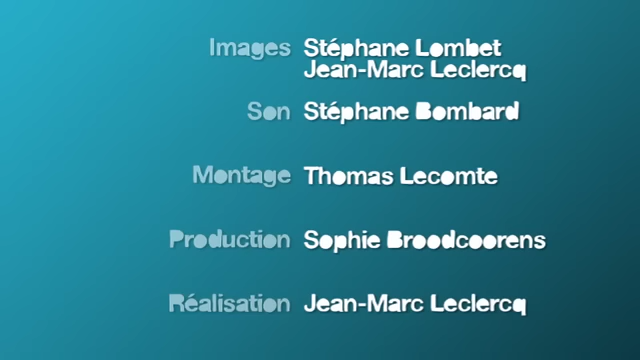 Images Stéphane Lombet
Jean-Marc Leclercq
Son Stéphane Bombard
Montage Thomas Lecomte
Production Sophie Broodcoorens
Réalisation Jean-Marc Leclercq